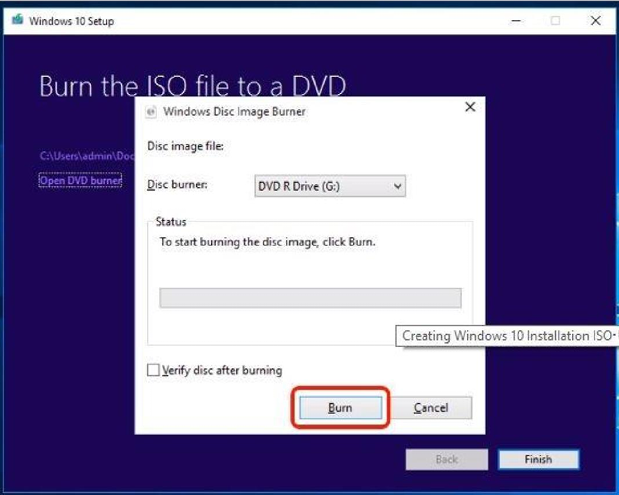 Windows 10 Setup
Burn the ISO file to a DVD
Windows Disc Image Burner
Disc image file:
C:\Users\admin\Doc
Open DVD burner
Disc burner: DVD R Drive (G:)
Status
To start burning the disc image, click Burn.
Creating Windows 10 Installation ISO-
Verify disc after burning
Burn Cancel
Back Finish